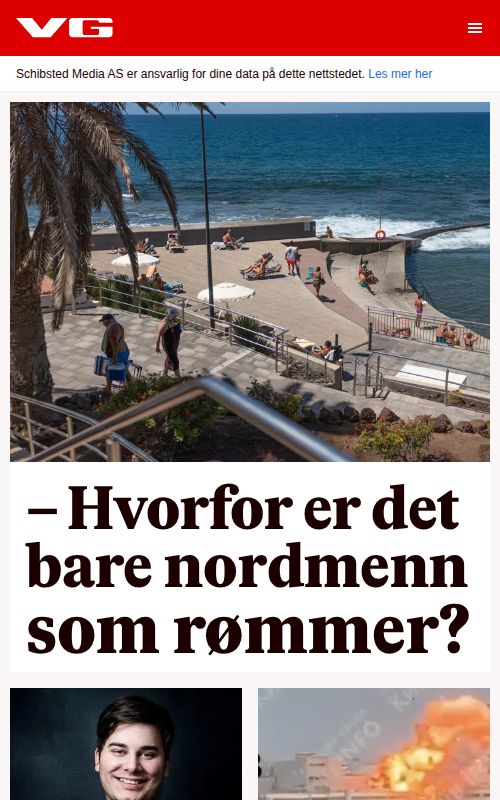 VG
Schibsted Media AS er ansvarlig for dine data på dette nettstedet. Les mer her
– Hvorfor er det
bare nordmenn
som rømmer?